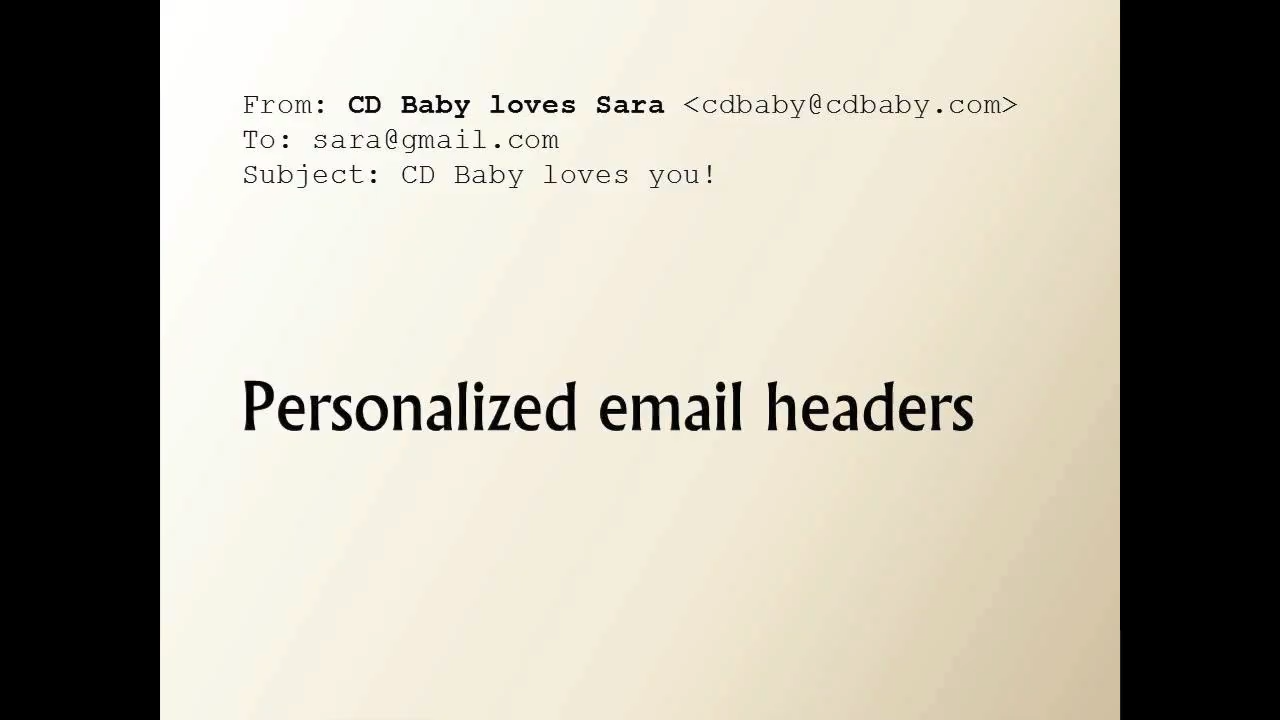 From: CD Baby loves Sara <cdbaby@cdbaby.com>
To: sara@gmail.com
Subject: CD Baby loves you!
Personalized email headers